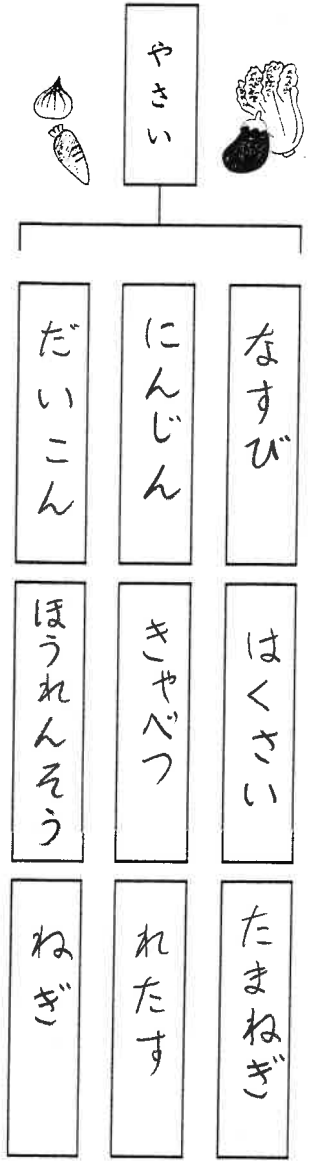 やさい
なすび
にんじん
だいこん
はくさい
きゃべつ
ほうれんそう
たまねぎ
れたす
ねぎ